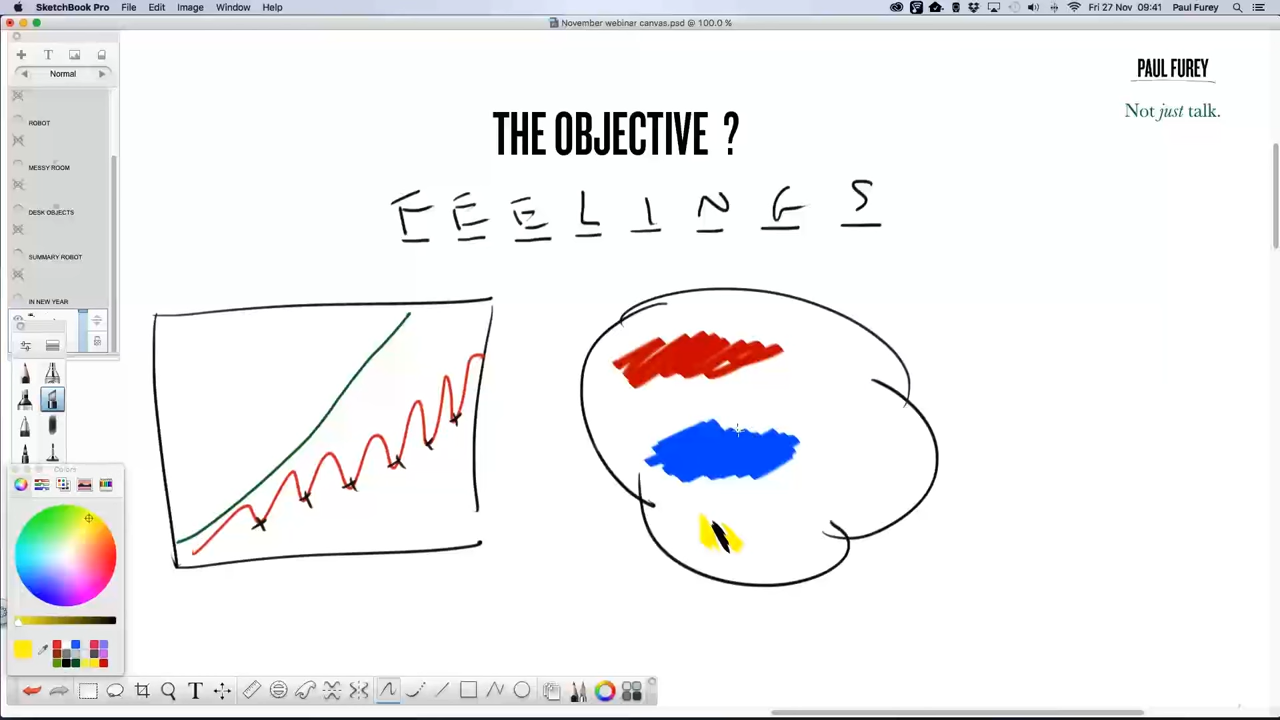 SketchBook Pro File Edit Image Window Help Fri 27 Nov 09:41 Paul Furey
November webinar canvas.psd @ 100.0 %
Normal
ROBOT
MESSY ROOM
DESK OBJECTS
SUMMARY ROBOT
IN NEW YEAR
Colors
PAUL FUREY
Not just talk.
THE OBJECTIVE ?
F E E L I N G S